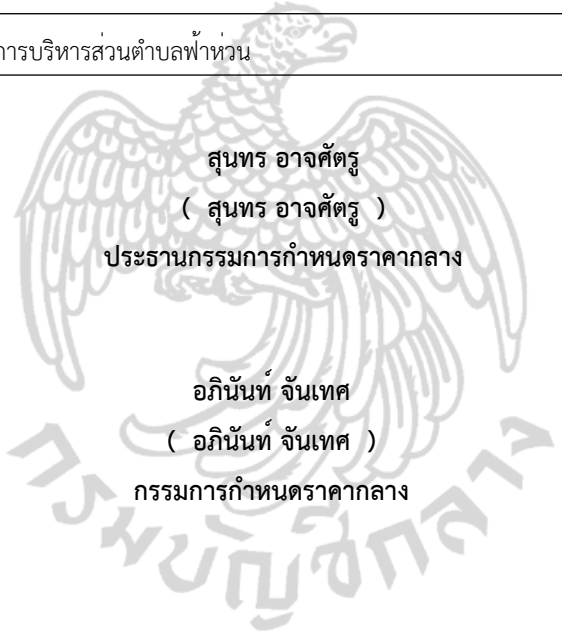 การบริหารส่วนตำบลฟ้าห่วน
สุนทร อาจศัตรู
( สุนทร อาจศัตรู )
ประธานกรรมการกำหนดราคากลาง
อภินันท์ จันเทศ
( อภินันท์ จันเทศ )
กรรมการกำหนดราคากลาง
กรมบัญชีกลาง